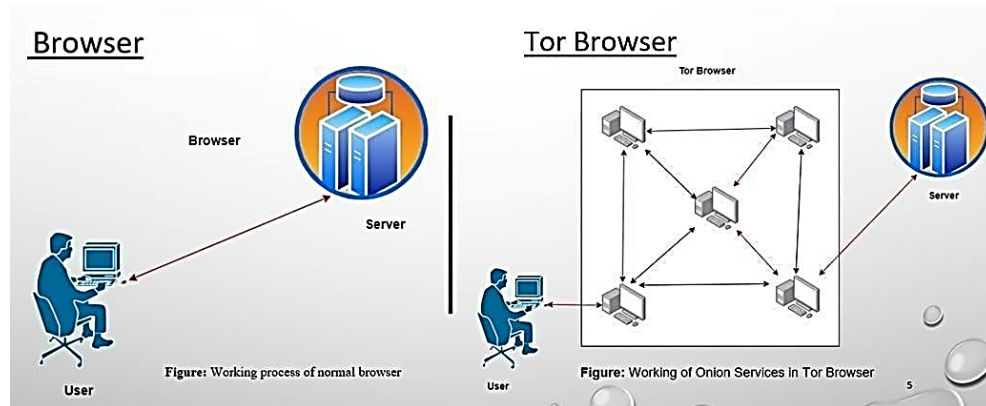 Browser
Browser
Server
User
Figure: Working process of normal browser
Tor Browser
Tor Browser
Server
User
Figure: Working of Onion Services in Tor Browser
5